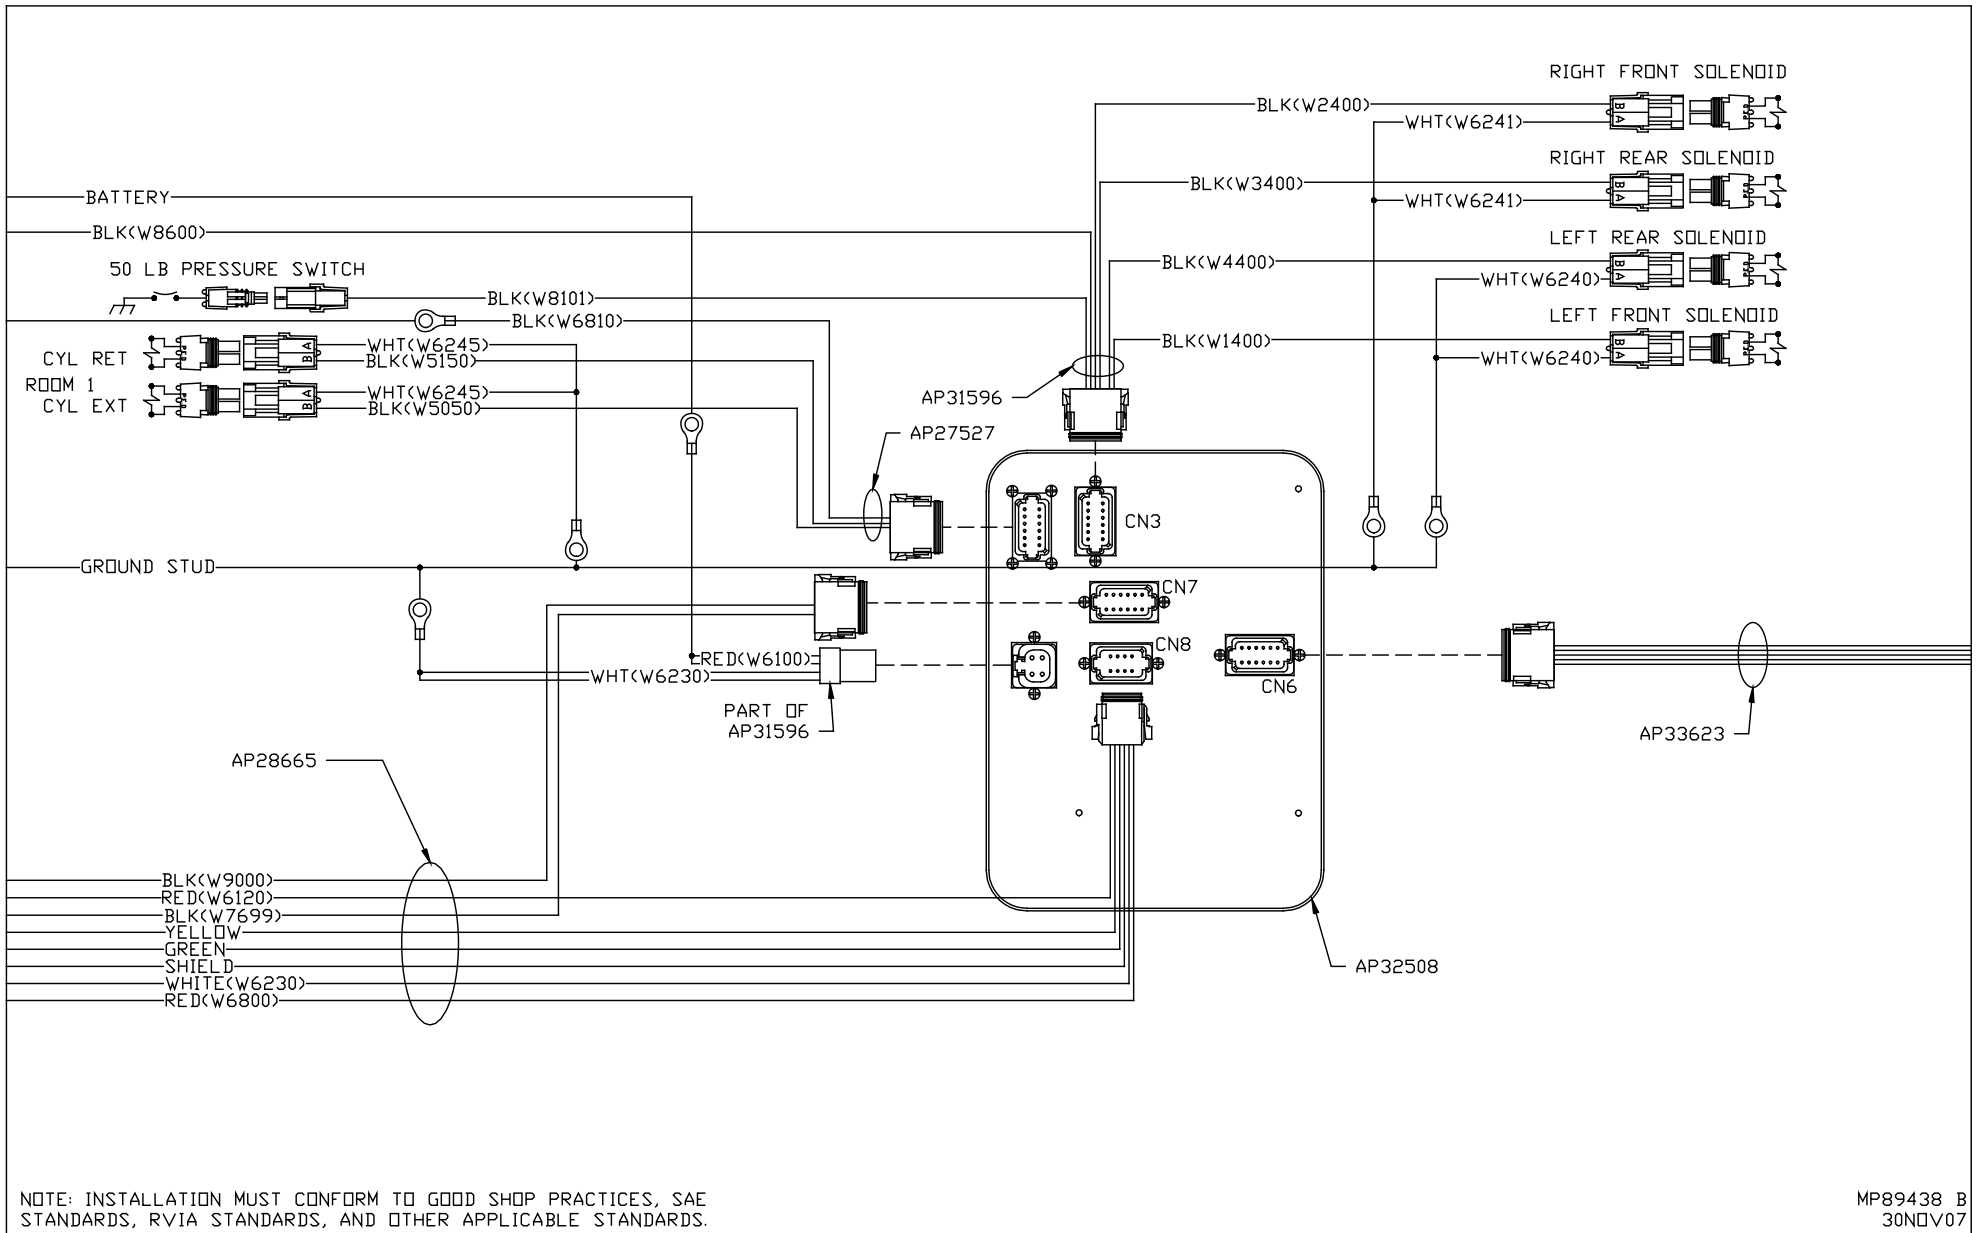 RIGHT FRONT SOLENOID
BLK(W2400)
WHT(W6241)
B
A
RIGHT REAR SOLENOID
BLK(W3400)
WHT(W6241)
B
A
BATTERY
BLK(W8600)
LEFT REAR SOLENOID
BLK(W4400)
WHT(W6240)
B
A
50 LB PRESSURE SWITCH
BLK(W8101)
BLK(W6810)
LEFT FRONT SOLENOID
BLK(W1400)
WHT(W6240)
B
A
CYL RET
A
B
WHT(W6245)
BLK(W5150)
ROOM 1
CYL EXT
A
B
WHT(W6245)
BLK(W5050)
AP31596
AP27527
CN3
GROUND STUD
CN7
CN8
RED(W6100)
WHT(W6230)
CN6
PART OF
AP31596
AP33623
AP28665
BLK(W9000)
RED(W6120)
BLK(W7699)
YELLOW
GREEN
SHIELD
WHITE(W6230)
RED(W6800)
AP32508
NOTE: INSTALLATION MUST CONFORM TO GOOD SHOP PRACTICES, SAE
STANDARDS, RVIA STANDARDS, AND OTHER APPLICABLE STANDARDS.
MP89438 B
30NOV07